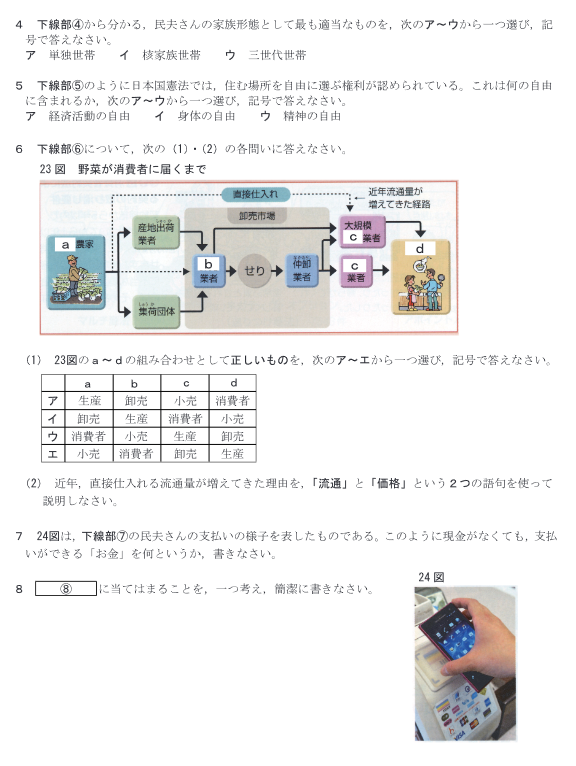 4　下線部④から分かる，民夫さんの家族形態として最も適当なものを，次のア～ウから一つ選び，記
号で答えなさい。
ア　単独世帯　　イ　核家族世帯　　ウ　三世代世帯
5　下線部⑤のように日本国憲法では，住む場所を自由に選ぶ権利が認められている。これは何の自由
に含まれるか，次のア～ウから一つ選び，記号で答えなさい。
ア　経済活動の自由　　イ　身体の自由　　ウ　精神の自由
6　下線部⑥について，次の（1）・（2）の各問いに答えなさい。
23図　野菜が消費者に届くまで
直接仕入れ
近年流通量が
増えてきた経路
卸売市場
a 農家
産地出荷
業者
集荷団体
b
業者
せり
仲卸
業者
大規模
c 業者
c
業者
d
（1）　23図のa～dの組み合わせとして正しいものを，次のア～エから一つ選び，記号で答えなさい。
a　b　c　d
ア　生産　卸売　小売　消費者
イ　卸売　生産　消費者　小売
ウ　消費者　小売　生産　卸売
エ　小売　消費者　卸売　生産
（2）　近年，直接仕入れる流通量が増えてきた理由を，「流通」と「価格」という２つの語句を使って
説明しなさい。
7　24図は，下線部⑦の民夫さんの支払いの様子を表したものである。このように現金がなくても，支払
いができる「お金」を何というか，書きなさい。
8　⑧に当てはまることを，一つ考え，簡潔に書きなさい。
24図
VISA